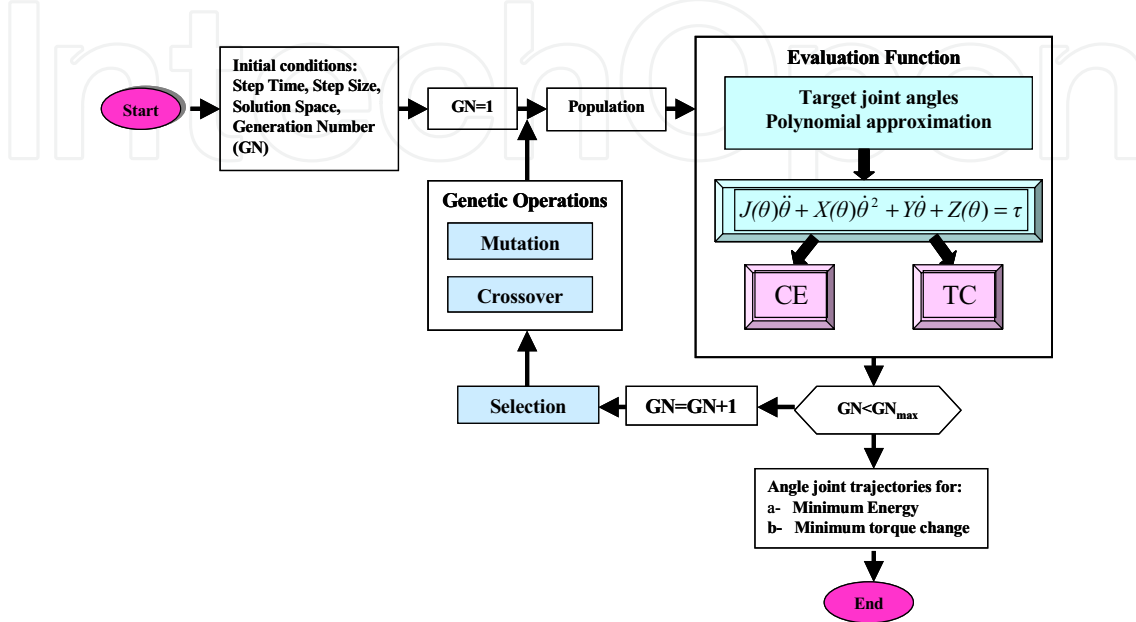 IntechOpen
Start
Initial conditions:
Step Time, Step Size,
Solution Space,
Generation Number
(GN)
GN=1
Population
Evaluation Function
Target joint angles
Polynomial approximation
J(θ)θ̈ + X(θ)θ̇² + Yθ̇ + Z(θ) = τ
CE
TC
Genetic Operations
Mutation
Crossover
Selection
GN=GN+1
GN<GNₘₐₓ
Angle joint trajectories for:
a- Minimum Energy
b- Minimum torque change
End